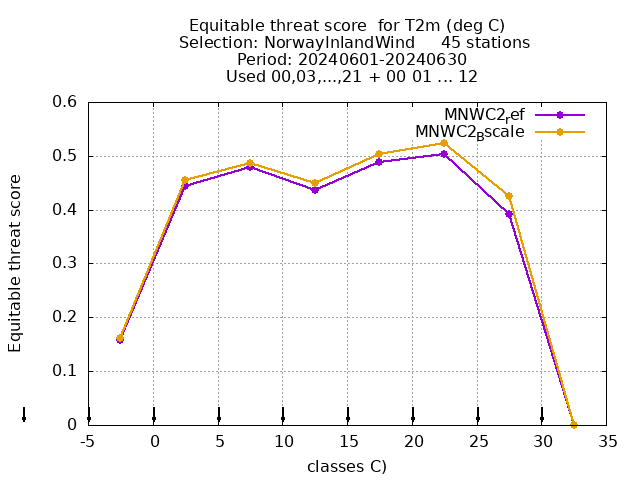 Equitable threat score  for T2m (deg C)
Selection: NorwayInlandWind     45 stations
Period: 20240601-20240630
Used 00,03,...,21 + 00 01 ... 12
MNWC2ref
MNWC2Bscale
Equitable threat score
0.6
0.5
0.4
0.3
0.2
0.1
0
-5 0 5 10 15 20 25 30 35
classes C)